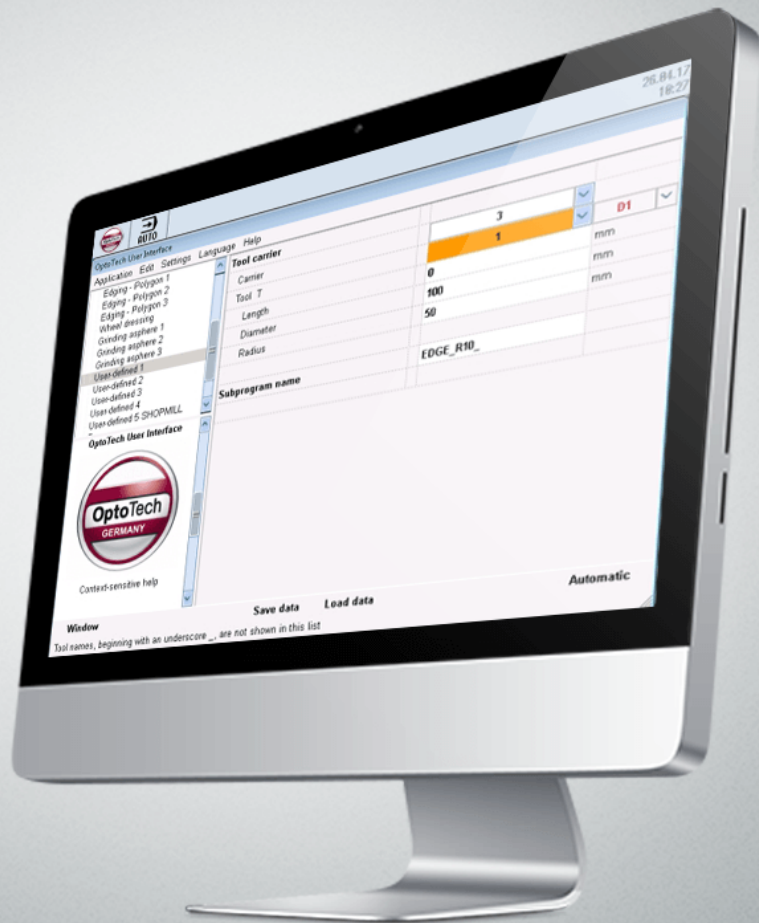 26.04.17
18:27
AUTO
OptoTech User Interface
Application Edit Settings Language Help
Edging - Polygon 1
Edging - Polygon 2
Edging - Polygon 3
Wheel dressing
Grinding asphere 1
Grinding asphere 2
Grinding asphere 3
User-defined 1
User-defined 2
User-defined 3
User-defined 4
User-defined 5 SHOPMILL
OptoTech User Interface
OptoTech
GERMANY
Context-sensitive help
Tool carrier
Carrier 3
Tool T 1 D1
Length 0 mm
Diameter 100 mm
Radius 50 mm
Subprogram name EDGE_R10_
Automatic
Window Save data Load data
Tool names, beginning with an underscore _, are not shown in this list